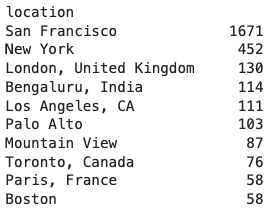 location
San Francisco 1671
New York 452
London, United Kingdom 130
Bengaluru, India 114
Los Angeles, CA 111
Palo Alto 103
Mountain View 87
Toronto, Canada 76
Paris, France 58
Boston 58